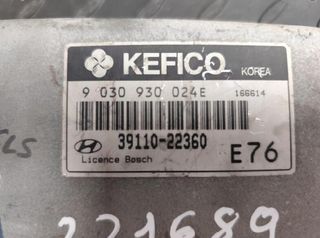 KEFICO KOREA
9 030 930 024E 166614
39110-22360
Licence Bosch E76
221689